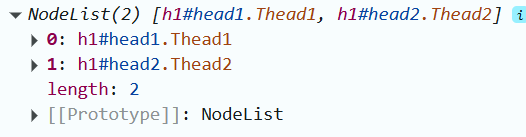 NodeList(2) [h1#head1.Thead1, h1#head2.Thead2] i
0: h1#head1.Thead1
1: h1#head2.Thead2
length: 2
[[Prototype]]: NodeList